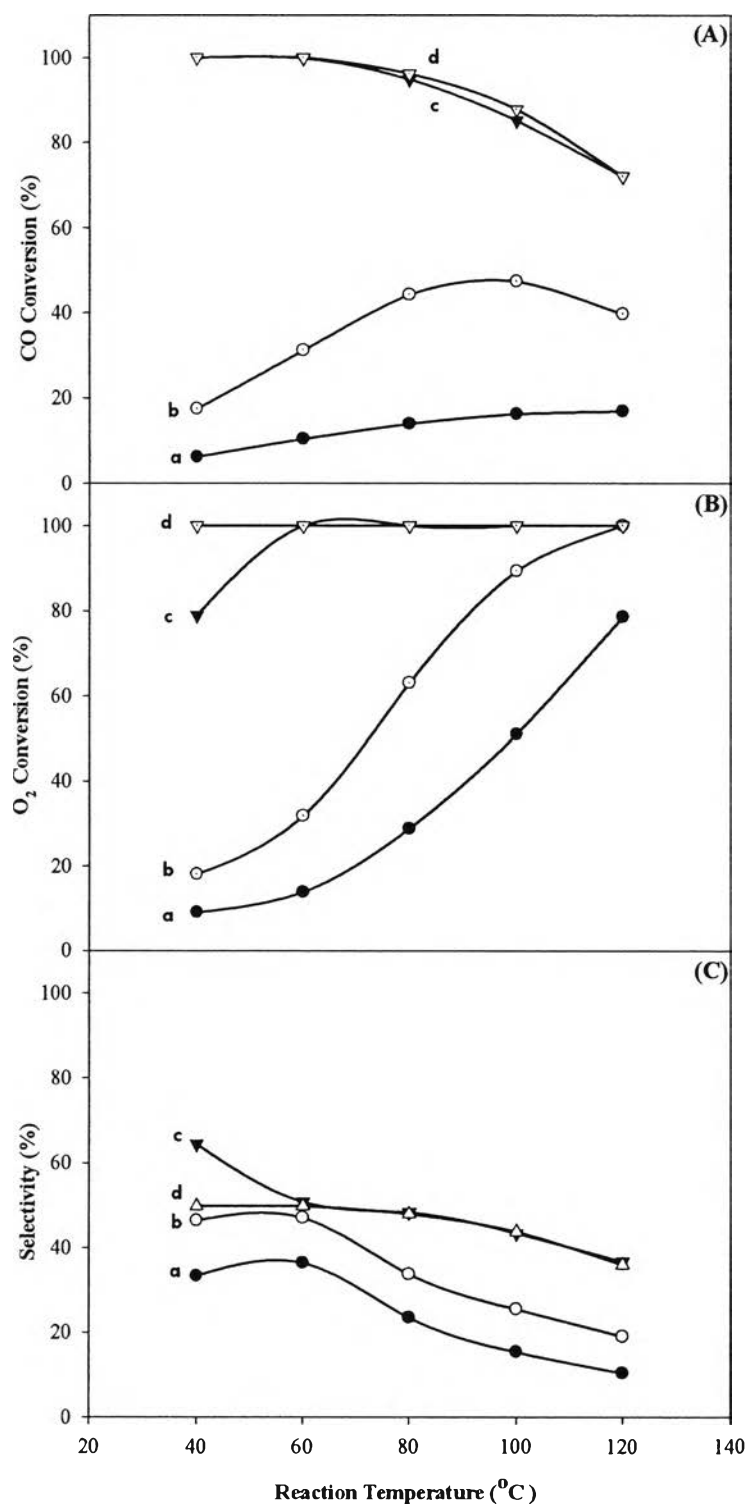 (A)
100
80
60
40
20
0
CO Conversion (%)
d
c
b
a
(B)
100
80
60
40
20
0
O2 Conversion (%)
d
c
b
a
(C)
100
80
60
40
20
0
Selectivity (%)
c
d
b
a
20 40 60 80 100 120 140
Reaction Temperature (°C)